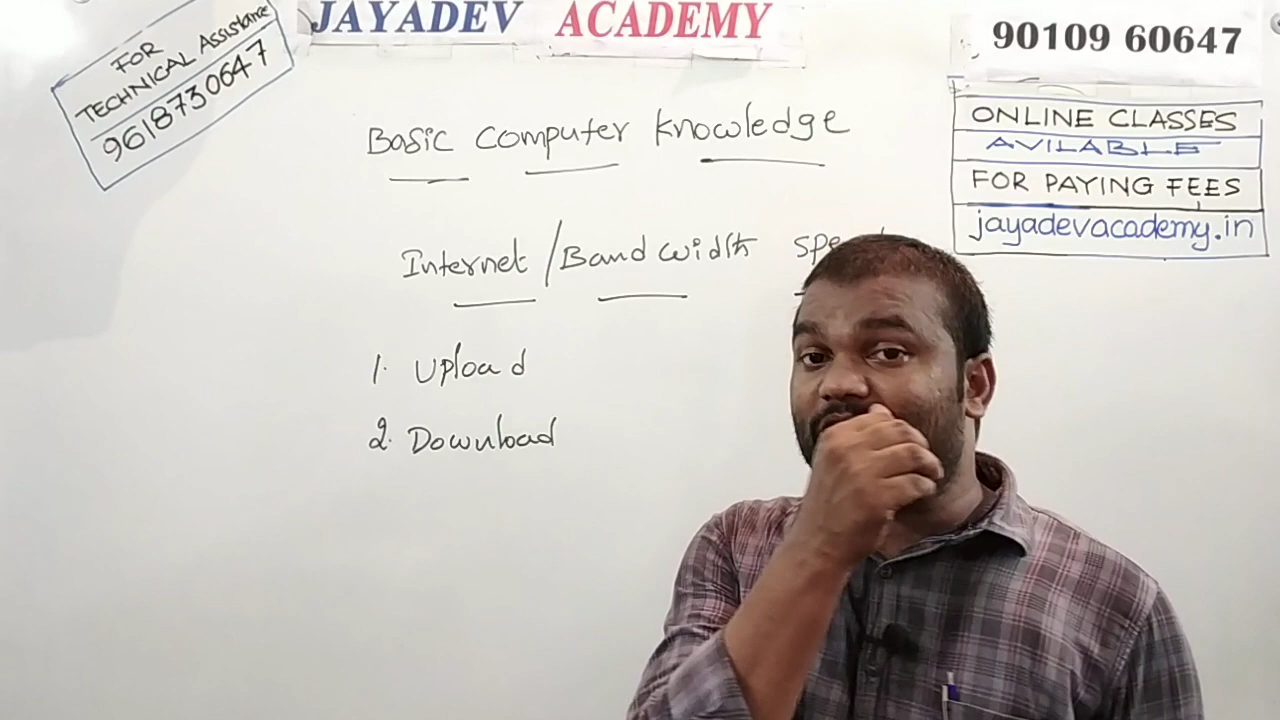 FOR
TECHNICAL Assistance
9618730647
JAYADEV ACADEMY
90109 60647
ONLINE CLASSES
AVILABLE
FOR PAYING FEES
jayadevacademy.in
Basic Computer Knowledge
Internet / Band width
1. Upload
2. Download